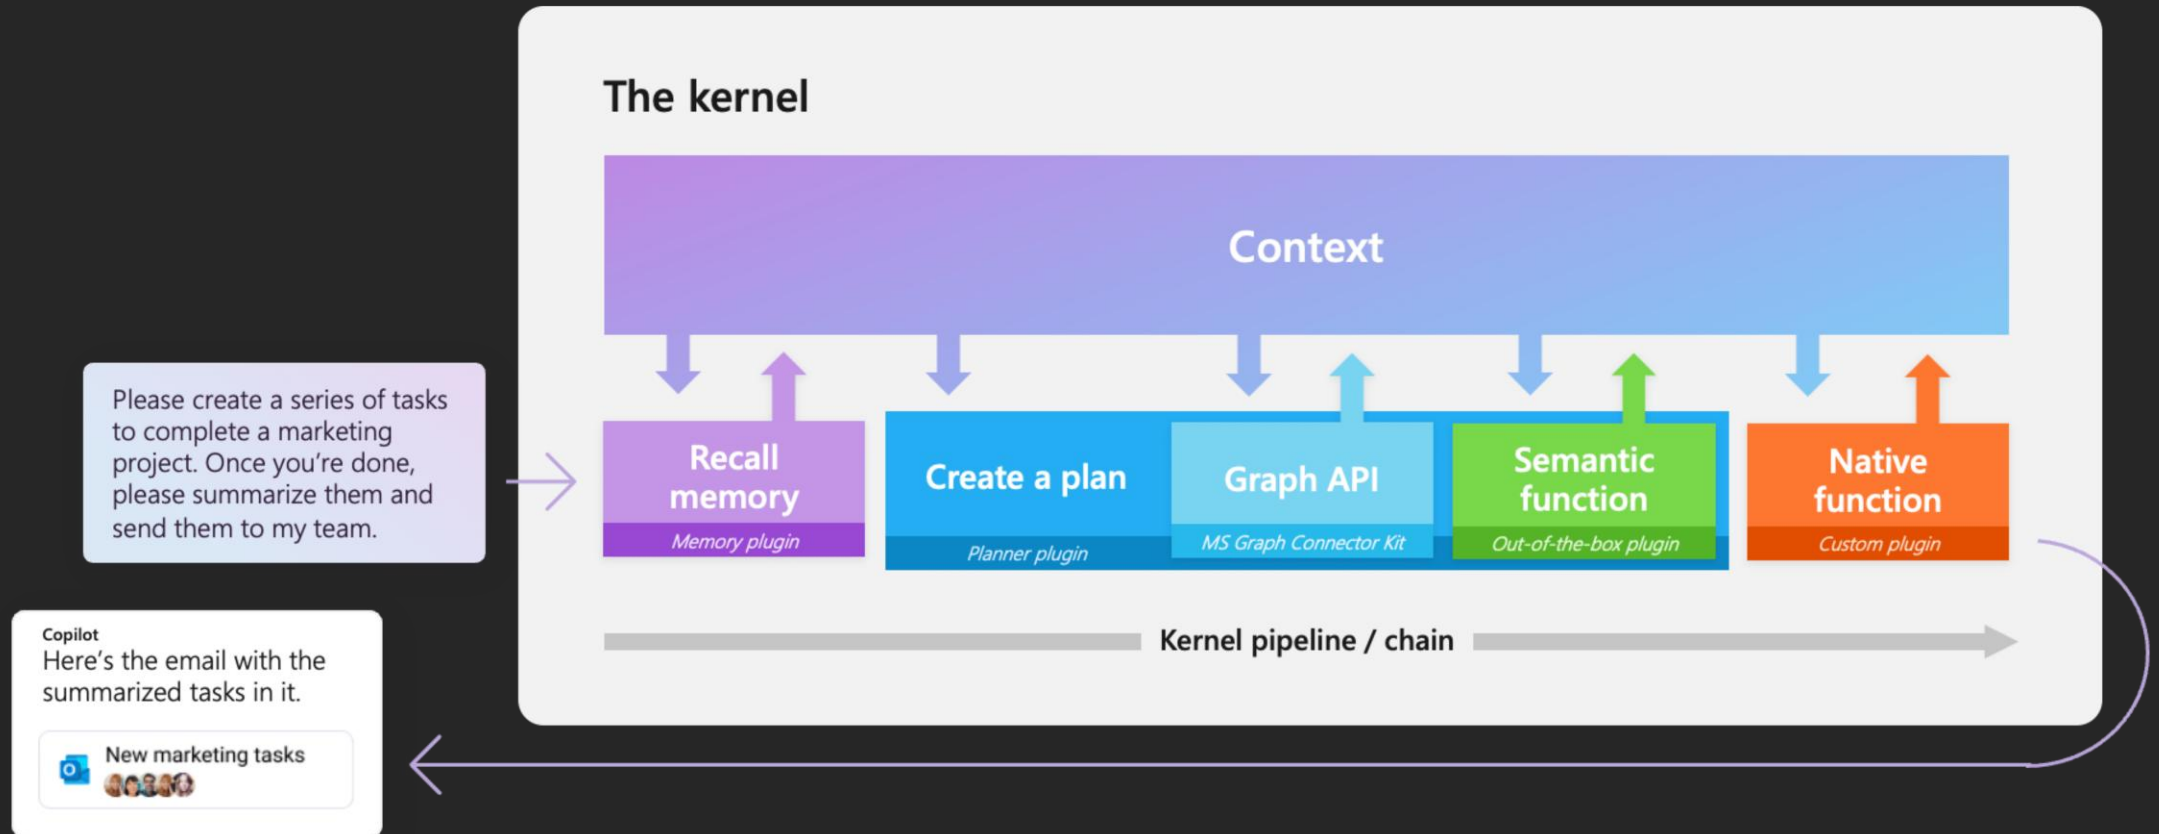 The kernel
Context
Please create a series of tasks
to complete a marketing
project. Once you're done,
please summarize them and
send them to my team.
Recall
memory
Memory plugin
Create a plan
Planner plugin
Graph API
MS Graph Connector Kit
Semantic
function
Out-of-the-box plugin
Native
function
Custom plugin
Kernel pipeline / chain
Copilot
Here's the email with the
summarized tasks in it.
New marketing tasks